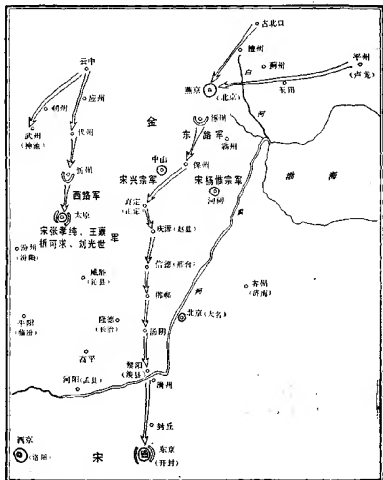 古北口
檀州
云中
蓟州
平州
(卢龙)
白
燕京
(北京)
玉田
应州
朔州
武州
(神池)
代州
金
东路军
涿州
河
忻州
保州
中山
宋兴宗军
宋杨惟宗军
河间
渤海
西路军
真定
(正定)
太原
宋张孝纯、王禀
折可求、刘光世
军
庆源(赵县)
汾州
(汾阳)
信德(邢台)
威胜
(沁县)
齐州
(济南)
邯郸
北京(大名)
河
平阳
(临汾)
隆德
(长治)
汤阴
高平
黎阳
(浚县)
河阳(孟县)
滑州
封丘
西京
(洛阳)
宋
东京
(开封)